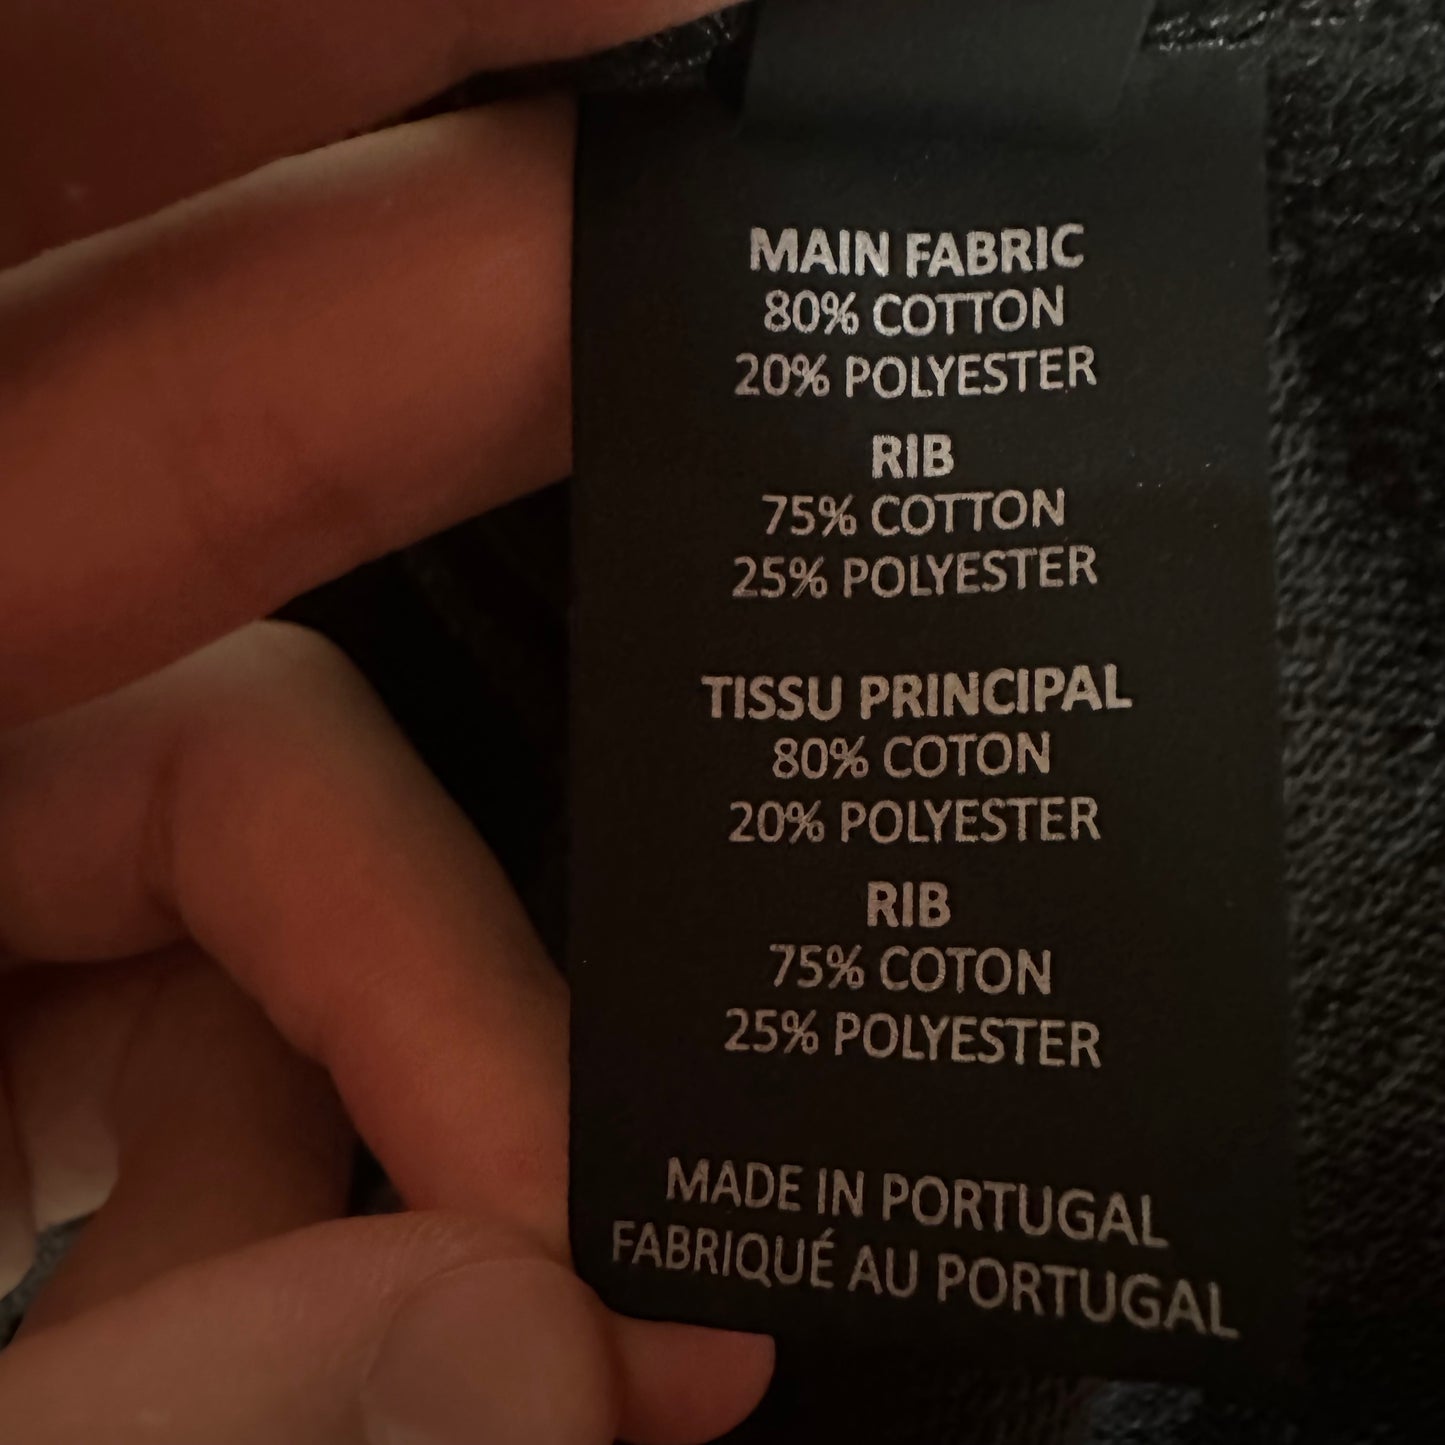 MAIN FABRIC
80% COTTON
20% POLYESTER
RIB
75% COTTON
25% POLYESTER
TISSU PRINCIPAL
80% COTON
20% POLYESTER
RIB
75% COTON
25% POLYESTER
MADE IN PORTUGAL
FABRIQUÉ AU PORTUGAL